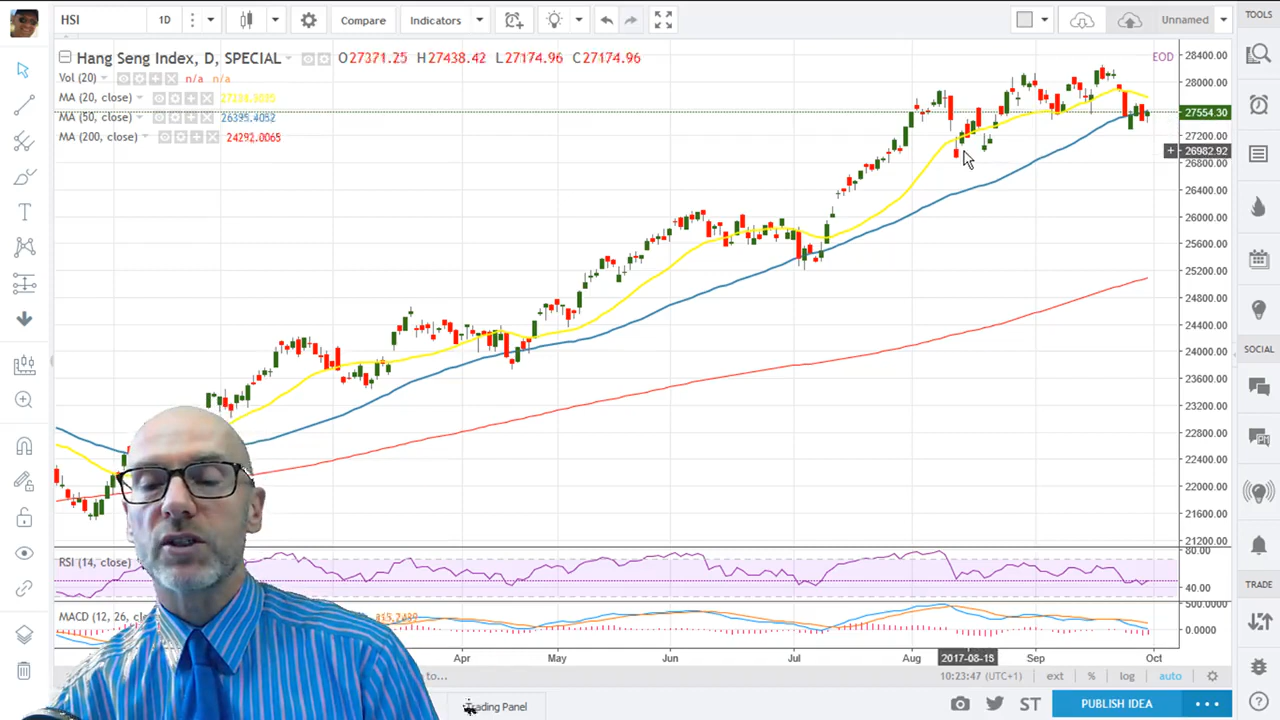 HSI 1D Compare Indicators Unnamed TOOLS
Hang Seng Index, D, SPECIAL O27371.25 H27438.42 L27174.96 C27174.96 EOD
Vol (20) n/a n/a
MA (20, close)
MA (50, close) 26395.4052
MA (200, close) 24292.0065
28400.00
28000.00
27554.30
27200.00
26982.92
26800.00
26400.00
26000.00
25600.00
25200.00
24800.00
24400.00
24000.00
23600.00
23200.00
22800.00
22400.00
22000.00
21600.00
21200.00
SOCIAL
RSI (14, close)
80.00
40.00
TRADE
MACD (12, 26,
500.0000
0.0000
Apr May Jun Jul Aug 2017-08-15 Sep Oct
to... 10:23:47 (UTC+1) ext % log auto
Trading Panel ST PUBLISH IDEA